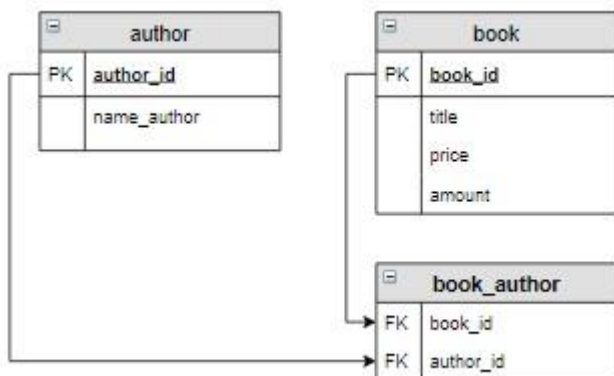 author
PK author_id
name_author
book
PK book_id
title
price
amount
book_author
FK book_id
FK author_id